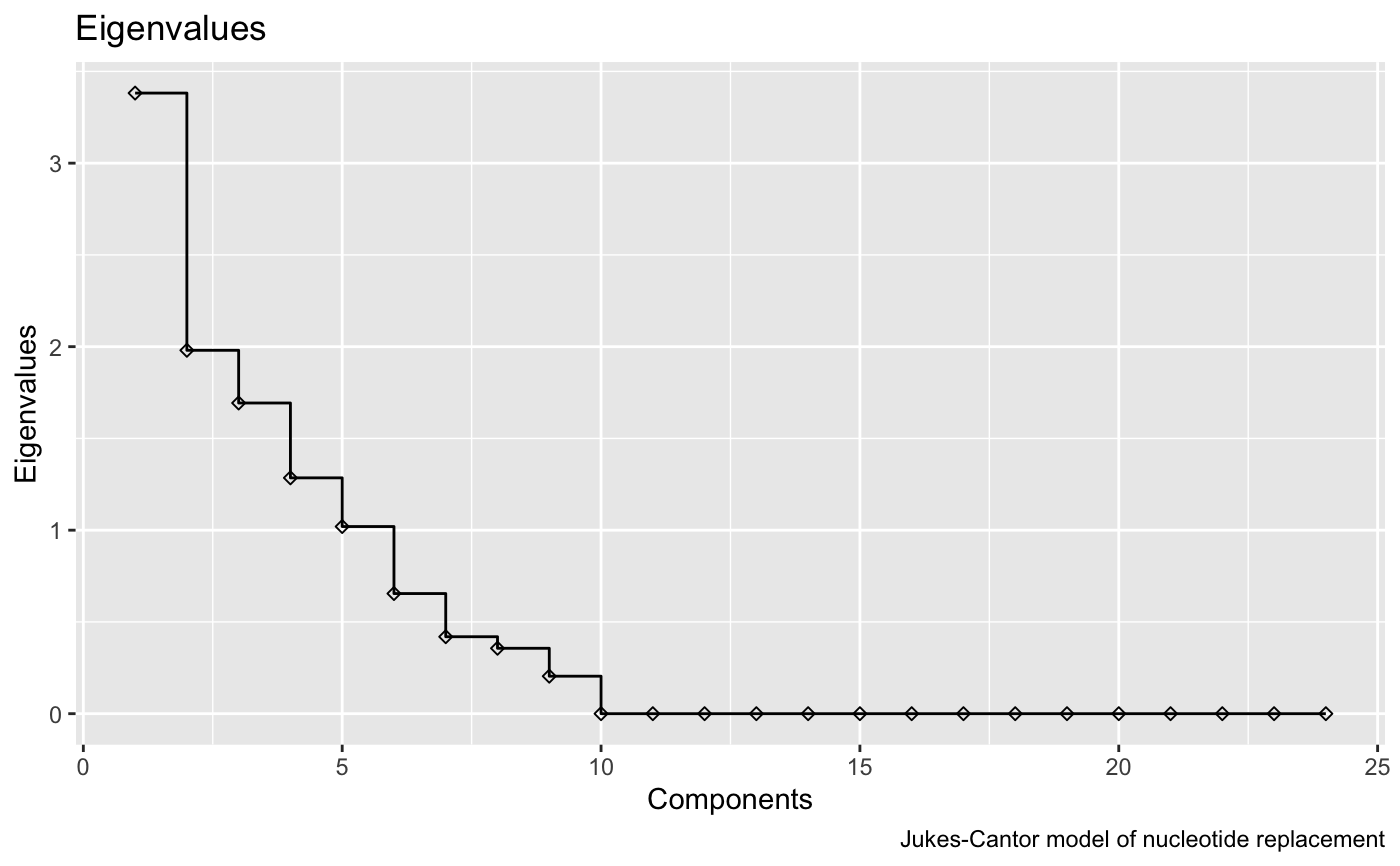 Eigenvalues
Eigenvalues
3
2
1
0
0 5 10 15 20 25
Components
Jukes-Cantor model of nucleotide replacement